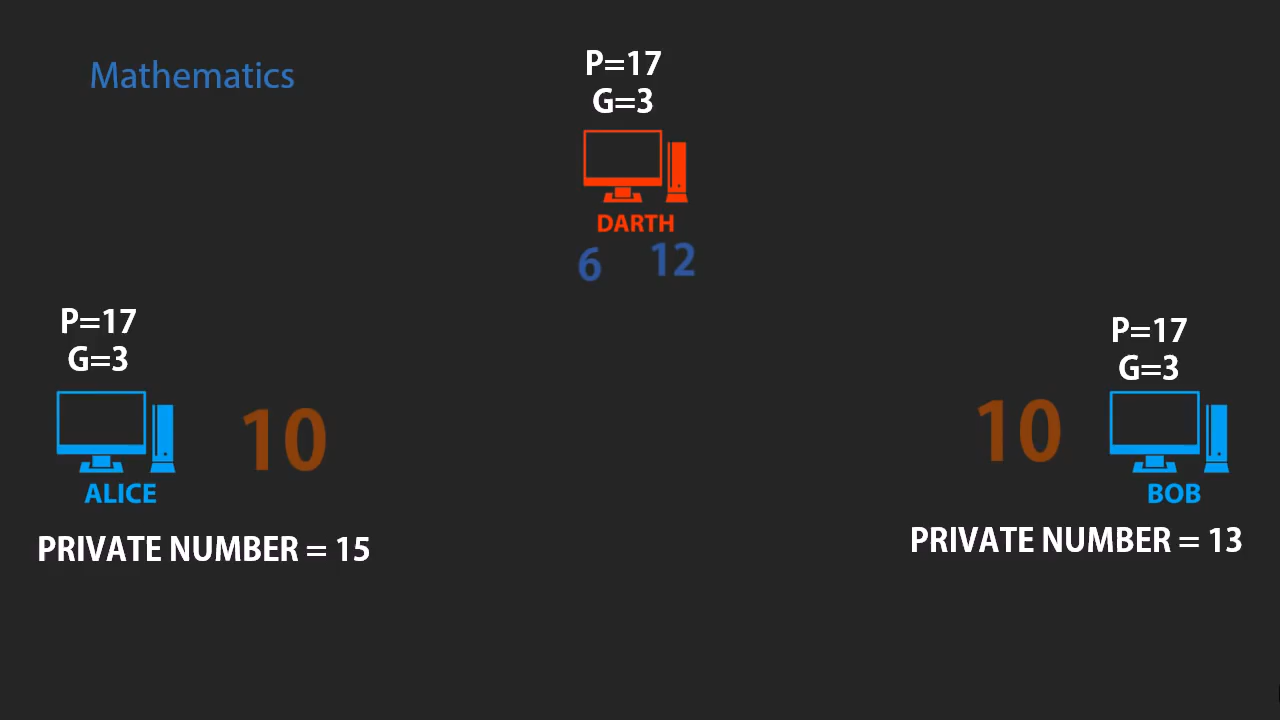 Mathematics
P=17
G=3
DARTH
6 12
P=17
G=3
10
ALICE
PRIVATE NUMBER = 15
P=17
G=3
10
BOB
PRIVATE NUMBER = 13